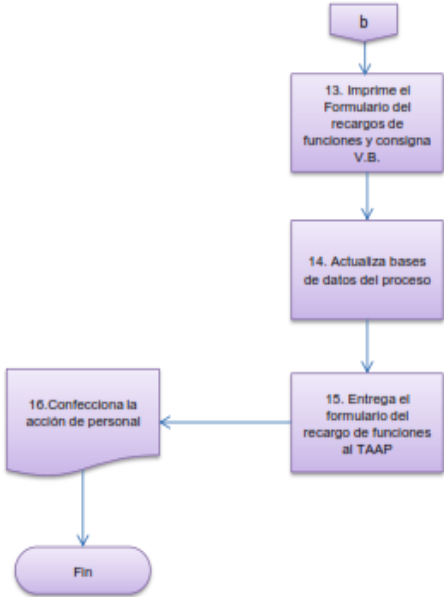 b
13. Imprime el
Formulario del
recargos de
funciones y consigna
V.B.
14. Actualiza bases
de datos del proceso
15. Entrega el
formulario del
recargo de funciones
al TAAP
16.Confecciona la
acción de personal
Fin